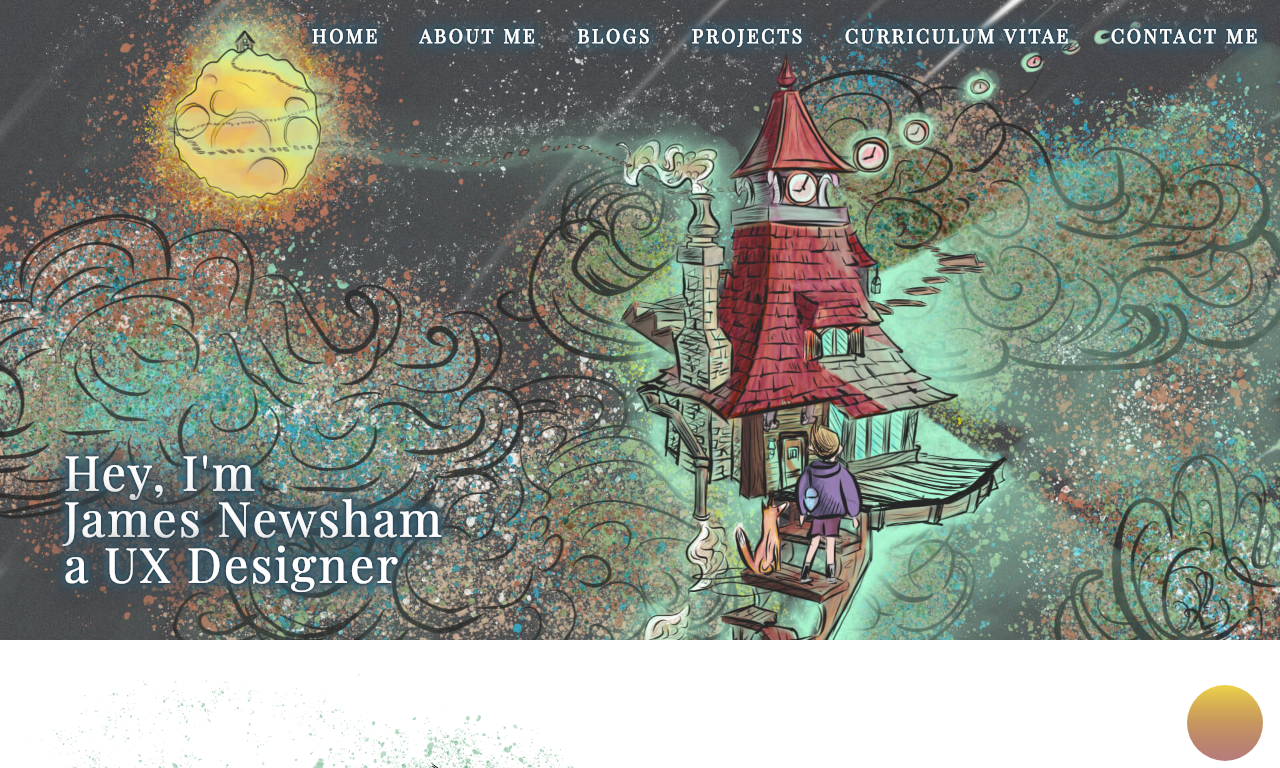 HOME ABOUT ME BLOGS PROJECTS CURRICULUM VITAE CONTACT ME
Hey, I'm
James Newsham
a UX Designer